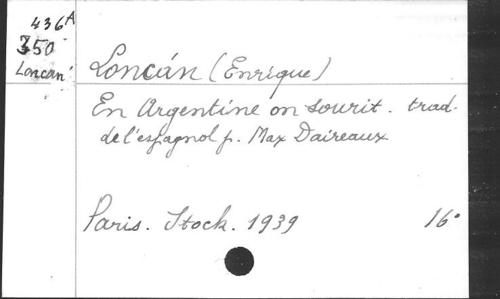 436A
350
Loncan
Loncán (Enrique)
En Argentine on sourit. trad.
de l'espagnol p. Max Daireaux
Paris. Stock. 1939 16°